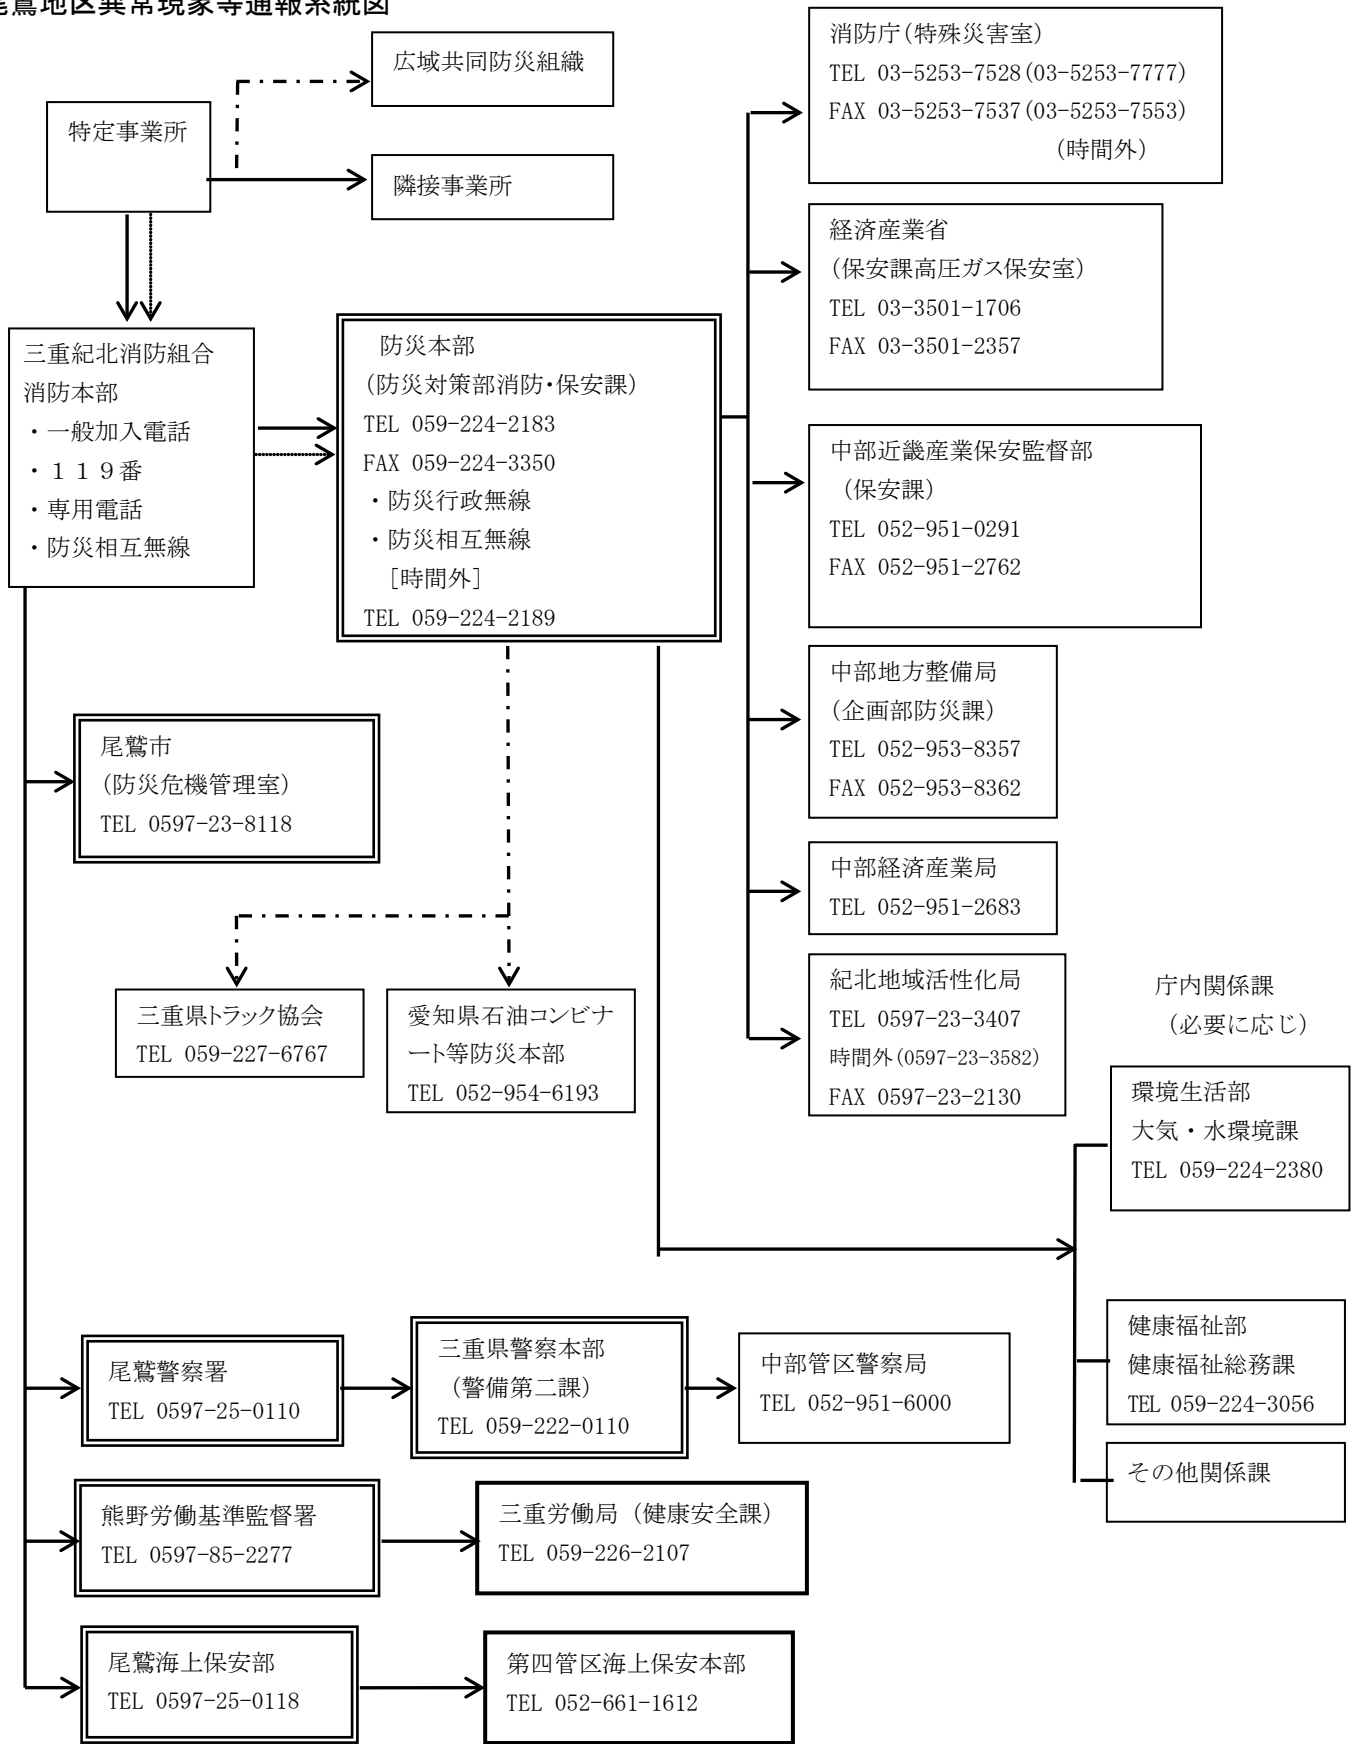 尾鷲地区異常現象等通報系統図
広域共同防災組織
特定事業所
隣接事業所
消防庁(特殊災害室)
TEL 03-5253-7528(03-5253-7777)
FAX 03-5253-7537(03-5253-7553)
(時間外)
経済産業省
(保安課高圧ガス保安室)
TEL 03-3501-1706
FAX 03-3501-2357
三重紀北消防組合
消防本部
・一般加入電話
・１１９番
・専用電話
・防災相互無線
防災本部
(防災対策部消防・保安課)
TEL 059-224-2183
FAX 059-224-3350
・防災行政無線
・防災相互無線
[時間外]
TEL 059-224-2189
中部近畿産業保安監督部
(保安課)
TEL 052-951-0291
FAX 052-951-2762
中部地方整備局
(企画部防災課)
TEL 052-953-8357
FAX 052-953-8362
尾鷲市
(防災危機管理室)
TEL 0597-23-8118
中部経済産業局
TEL 052-951-2683
紀北地域活性化局
TEL 0597-23-3407
時間外(0597-23-3582)
FAX 0597-23-2130
三重県トラック協会
TEL 059-227-6767
愛知県石油コンビナ
ート等防災本部
TEL 052-954-6193
庁内関係課
(必要に応じ)
環境生活部
大気・水環境課
TEL 059-224-2380
健康福祉部
健康福祉総務課
TEL 059-224-3056
その他関係課
尾鷲警察署
TEL 0597-25-0110
三重県警察本部
(警備第二課)
TEL 059-222-0110
中部管区警察局
TEL 052-951-6000
熊野労働基準監督署
TEL 0597-85-2277
三重労働局 (健康安全課)
TEL 059-226-2107
尾鷲海上保安部
TEL 0597-25-0118
第四管区海上保安本部
TEL 052-661-1612